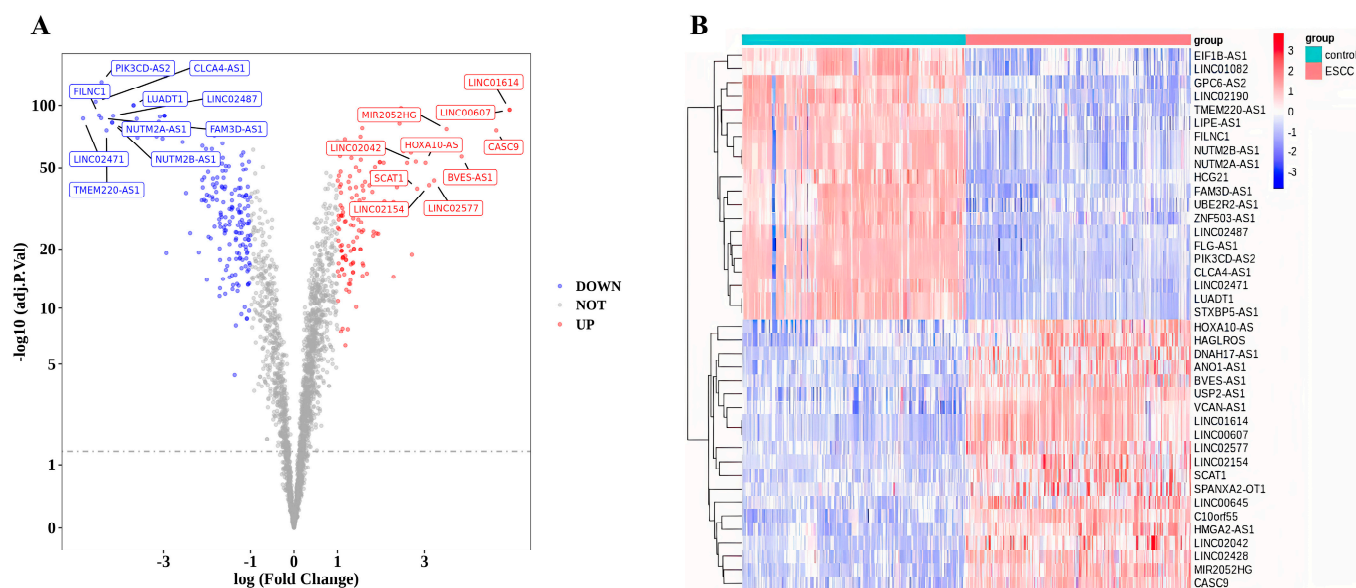 A
PIK3CD-AS2
CLCA4-AS1
FILNC1
LUADT1
LINC02487
NUTM2A-AS1
FAM3D-AS1
LINC02471
NUTM2B-AS1
TMEM220-AS1
LINC01614
MIR2052HG
LINC00607
LINC02042
HOXA10-AS
CASC9
SCAT1
BVES-AS1
LINC02154
LINC02577
100
50
20
10
5
1
0
-log10 (adj.P.Val)
-3
-1
0
1
3
log (Fold Change)
DOWN
NOT
UP
B
group
EIF1B-AS1
LINC01082
GPC6-AS2
LINC02190
TMEM220-AS1
LIPE-AS1
FILNC1
NUTM2B-AS1
NUTM2A-AS1
HCG21
FAM3D-AS1
UBE2R2-AS1
ZNF503-AS1
LINC02487
FLG-AS1
PIK3CD-AS2
CLCA4-AS1
LINC02471
LUADT1
STXBP5-AS1
HOXA10-AS
HAGLROS
DNAH17-AS1
ANO1-AS1
BVES-AS1
USP2-AS1
VCAN-AS1
LINC01614
LINC00607
LINC02577
LINC02154
SCAT1
SPANXA2-OT1
LINC00645
C10orf55
HMGA2-AS1
LINC02042
LINC02428
MIR2052HG
CASC9
3
2
1
0
-1
-2
-3
group
control
ESCC